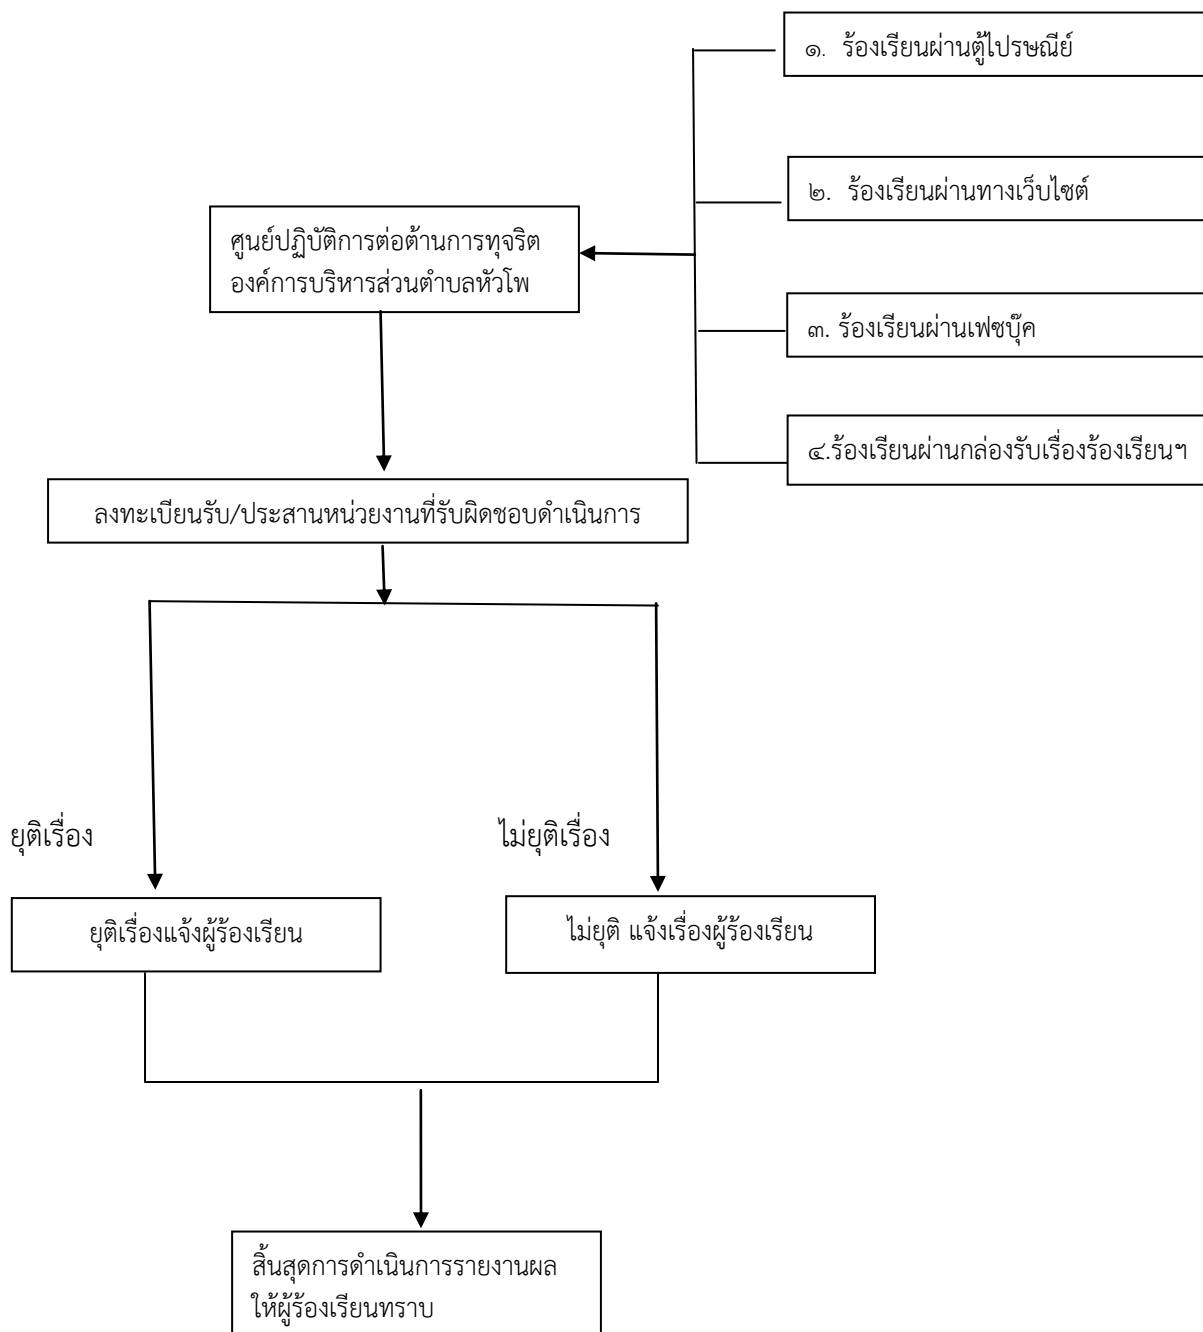 ๑. ร้องเรียนผ่านตู้ไปรษณีย์
๒. ร้องเรียนผ่านทางเว็บไซต์
ศูนย์ปฏิบัติการต่อต้านการทุจริต
องค์การบริหารส่วนตำบลหัวโพ
๓. ร้องเรียนผ่านเฟซบุ๊ค
๔.ร้องเรียนผ่านกล่องรับเรื่องร้องเรียนฯ
ลงทะเบียนรับ/ประสานหน่วยงานที่รับผิดชอบดำเนินการ
ยุติเรื่อง
ไม่ยุติเรื่อง
ยุติเรื่องแจ้งผู้ร้องเรียน
ไม่ยุติ แจ้งเรื่องผู้ร้องเรียน
สิ้นสุดการดำเนินการรายงานผล
ให้ผู้ร้องเรียนทราบ